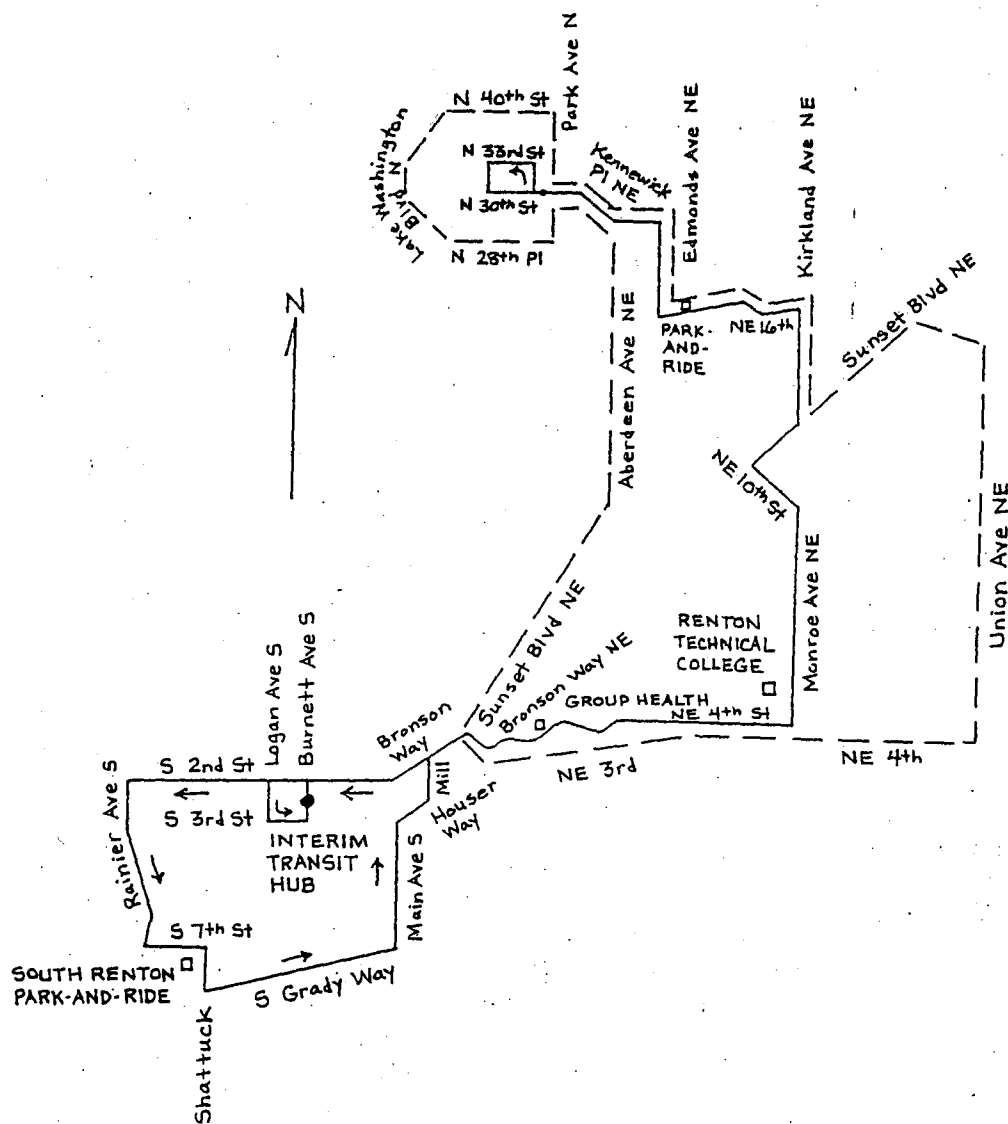 N 40th St
Park Ave N
N 33rd St
N 30th St
Lake Washington
Blvd N
N 28th Pl
Kennewick
Pl NE
Edmonds Ave NE
Kirkland Ave NE
Sunset Blvd NE
PARK-
AND-
RIDE
NE 16th
N
Aberdeen Ave NE
NE 10th St
Union Ave NE
Monroe Ave NE
RENTON
TECHNICAL
COLLEGE
Sunset Blvd NE
Bronson Way NE
GROUP HEALTH
NE 4th St
NE 4th
NE 3rd
Logan Ave S
Burnett Ave S
Bronson
Way
Mill
Houser
Way
S 2nd St
S 3rd St
INTERIM
TRANSIT
HUB
Rainier Ave S
Main Ave S
S 7th St
SOUTH RENTON
PARK-AND-RIDE
S Grady Way
Shattuck